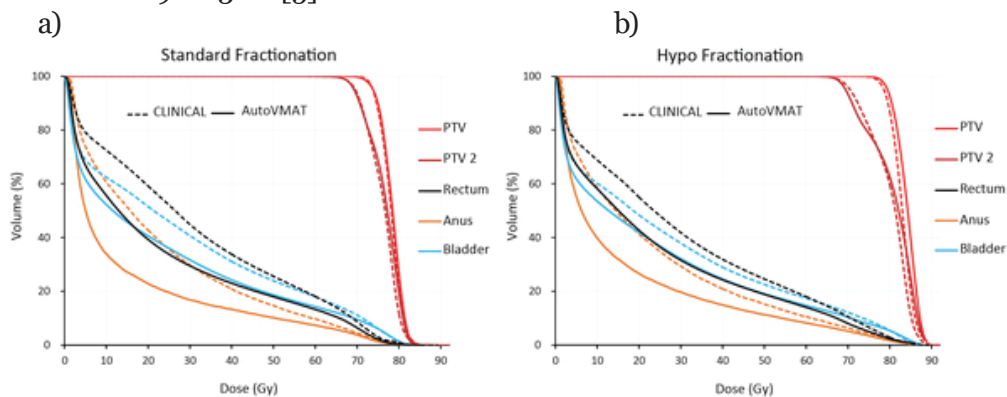 a)
b)
Standard Fractionation
100
80
60
40
20
0
Volume (%)
CLINICAL
AutoVMAT
PTV
PTV 2
Rectum
Anus
Bladder
0 10 20 30 40 50 60 70 80 90
Dose (Gy)
Hypo Fractionation
100
80
60
40
20
0
Volume (%)
CLINICAL
AutoVMAT
PTV
PTV 2
Rectum
Anus
Bladder
0 10 20 30 40 50 60 70 80 90
Dose (Gy)